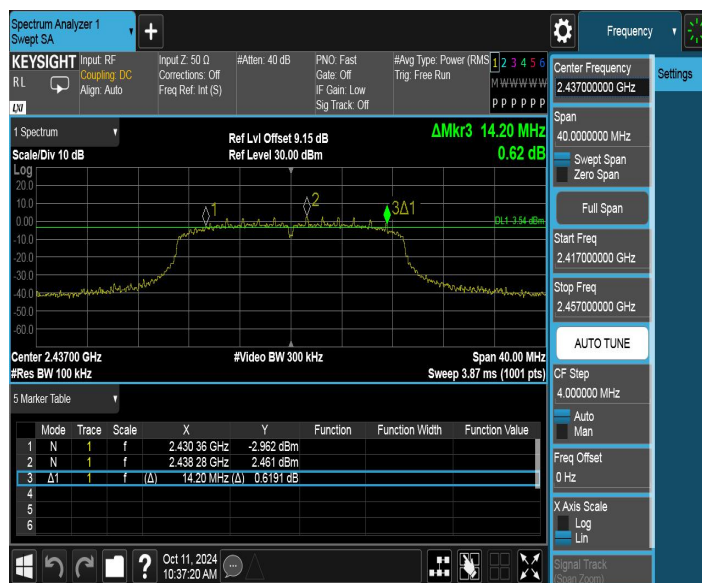 Spectrum Analyzer 1
Swept SA
+
Frequency
KEYSIGHT
RL
LXI
Input: RF
Coupling: DC
Align: Auto
Input Z: 50 Ω
Corrections: Off
Freq Ref: Int (S)
#Atten: 40 dB
PNO: Fast
Gate: Off
IF Gain: Low
Sig Track: Off
#Avg Type: Power (RMS
Trig: Free Run
1 2 3 4 5 6
M W W W W W
P P P P P P
Center Frequency
2.437000000 GHz
Settings
Span
40.0000000 MHz
Swept Span
Zero Span
Full Span
Start Freq
2.417000000 GHz
Stop Freq
2.457000000 GHz
AUTO TUNE
CF Step
4.000000 MHz
Auto
Man
Freq Offset
0 Hz
X Axis Scale
Log
Lin
Signal Track
(Span Zoom)
1 Spectrum
Scale/Div 10 dB
Ref Lvl Offset 9.15 dB
Ref Level 30.00 dBm
ΔMkr3 14.20 MHz
0.62 dB
Log
20.0
10.0
0.00
-10.0
-20.0
-30.0
-40.0
-50.0
-60.0
1
2
3Δ1
DL1 -3.54 dBm
Center 2.43700 GHz
#Video BW 300 kHz
Span 40.00 MHz
#Res BW 100 kHz
Sweep 3.87 ms (1001 pts)
5 Marker Table
Mode Trace Scale X Y Function Function Width Function Value
1 N 1 f 2.430 36 GHz -2.962 dBm
2 N 1 f 2.438 28 GHz 2.461 dBm
3 Δ1 1 f (Δ) 14.20 MHz (Δ) 0.6191 dB
4
5
6
?
Oct 11, 2024
10:37:20 AM